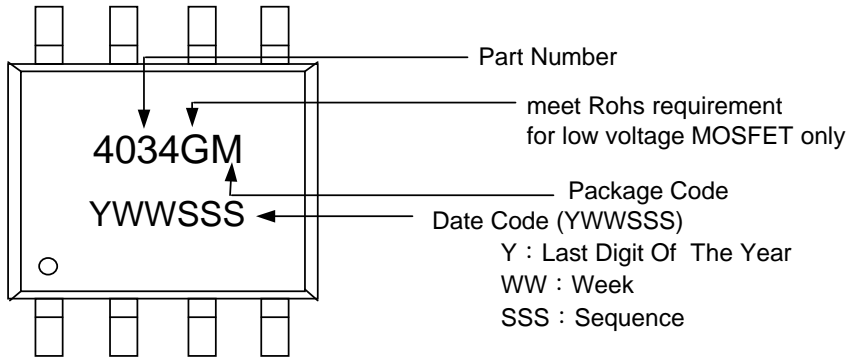 Part Number
meet Rohs requirement
for low voltage MOSFET only
4034GM
Package Code
YWWSSS
Date Code (YWWSSS)
Y：Last Digit Of The Year
WW：Week
SSS：Sequence